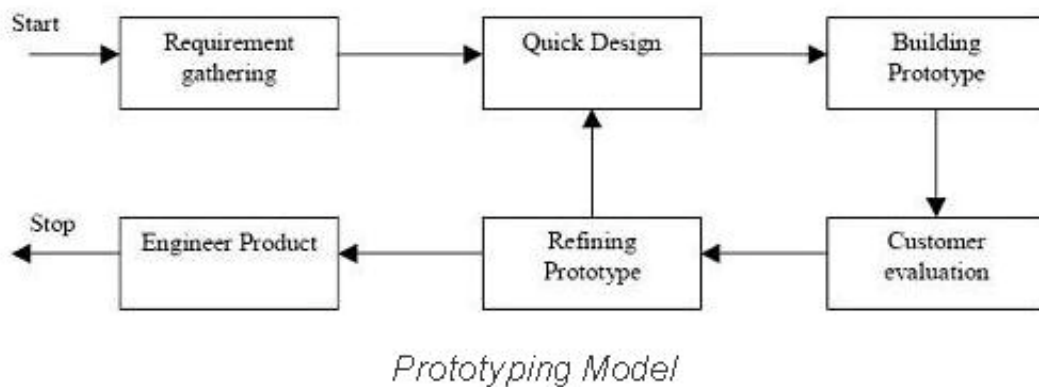 Start
Requirement
gathering
Quick Design
Building
Prototype
Stop
Engineer Product
Refining
Prototype
Customer
evaluation
Prototyping Model